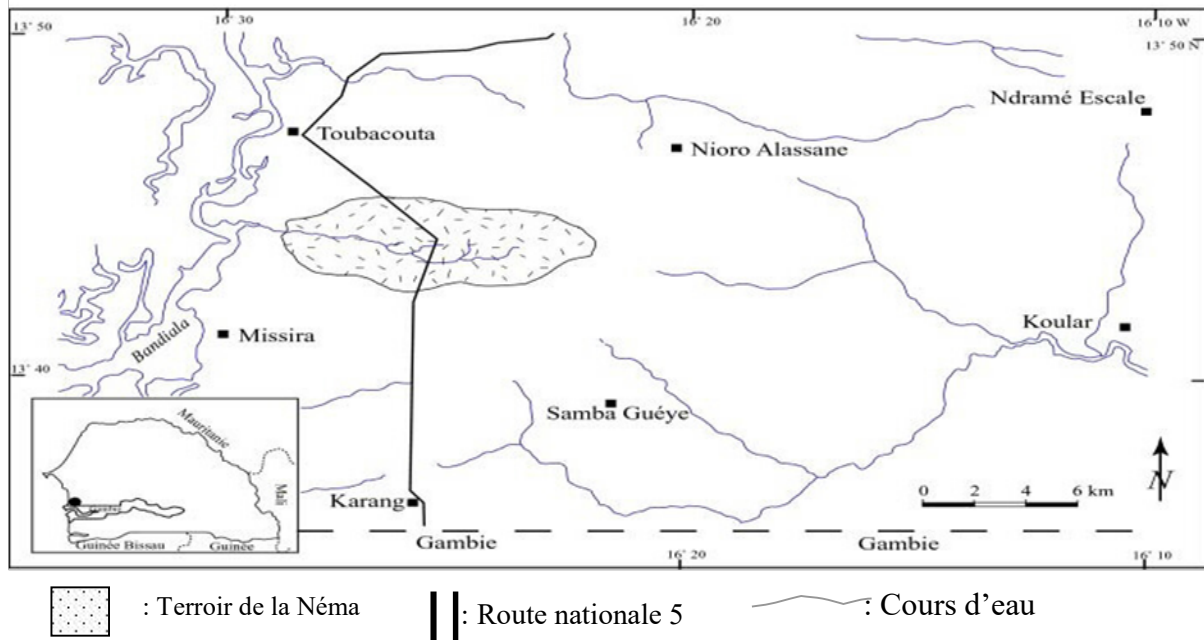 13° 50
16° 30
16° 20
16° 10 W
13° 50 N
Ndramé Escale
Toubacouta
Nioro Alassane
Koular
Missira
Bandiala
13° 40
Samba Guéye
Mauritanie
Mali
Guinée Bissau
Guinée
Karang
0 2 4 6 km
N
Gambie
Gambie
16° 20
16° 10
: Terroir de la Néma
: Route nationale 5
: Cours d'eau